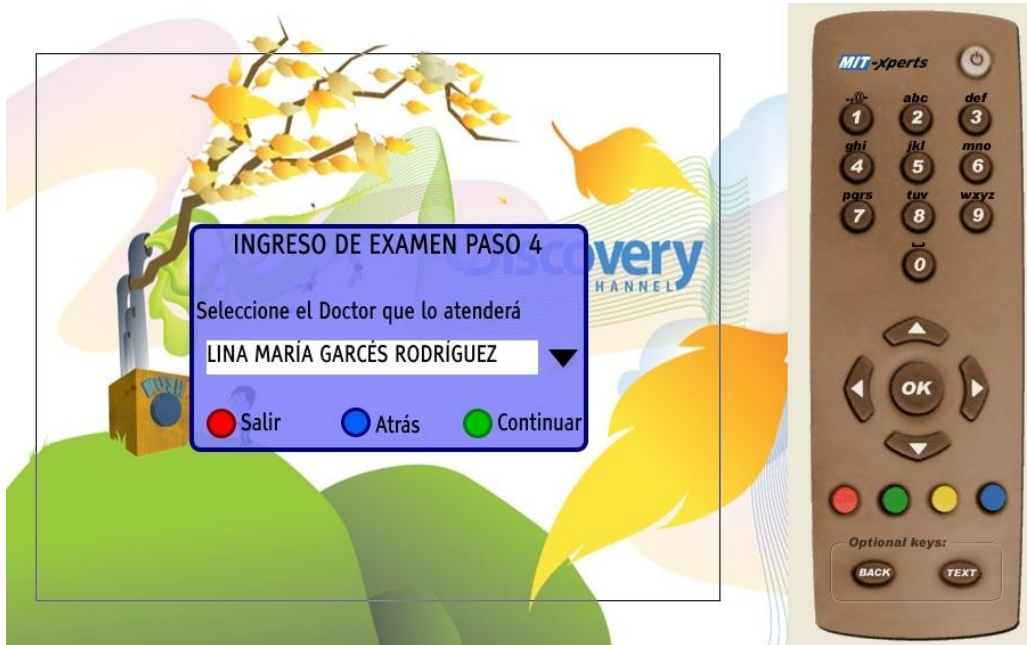 INGRESO DE EXAMEN PASO 4
Discovery
CHANNEL
Seleccione el Doctor que lo atenderá
LINA MARÍA GARCÉS RODRÍGUEZ
Salir
Atrás
Continuar
PUSH
MIT-xperts
.,@-
abc
def
1
2
3
ghi
jkl
mno
4
5
6
pqrs
tuv
wxyz
7
8
9
0
OK
Optional keys:
BACK
TEXT